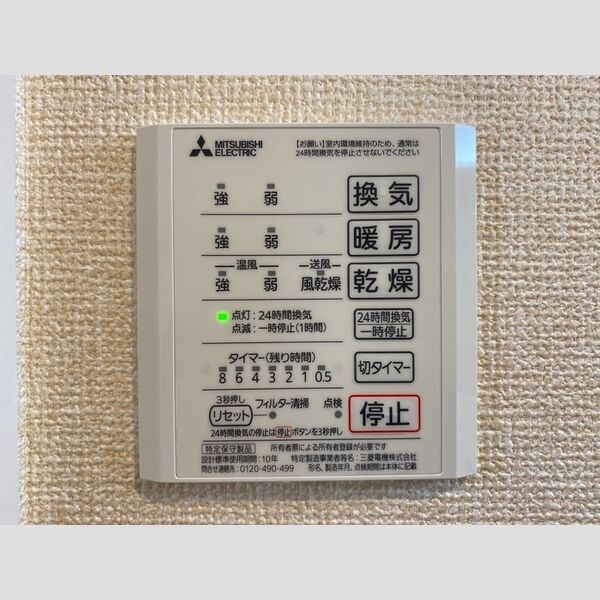 MITSUBISHI ELECTRIC
【お願い】室内環境維持のため、通常は
24時間換気を停止させないでください
強 弱 換気
強 弱 暖房
温風 送風
強 弱 風乾燥 乾燥
点灯:24時間換気
点滅:一時停止(1時間)
24時間換気
一時停止
タイマー(残り時間)
8 6 4 3 2 1 0.5
切タイマー
3秒押し
リセット フィルター清掃 点検
停止
24時間換気の停止は停止ボタンを3秒押し
特定保守製品 所有者票による所有者登録が必要です
設計標準使用期間:10年 特定製造事業者等名:三菱電機株式会社
問合せ連絡先:0120-490-499 形名、製造年月、点検期間は本体に記載